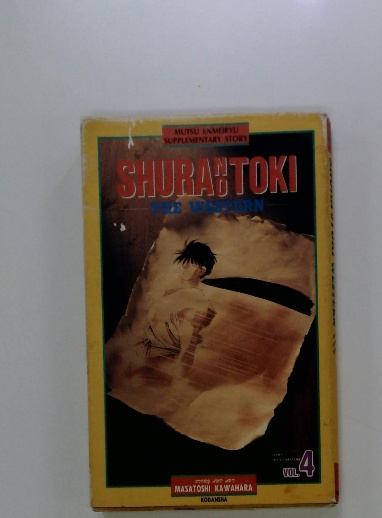 MUTSU ENMEIRYU
SUPPLEMENTARY STORY
SHURA NO TOKI
THE WESTERN
VOL.4
STORY AND ART
MASATOSHI KAWAHARA
KODANSHA